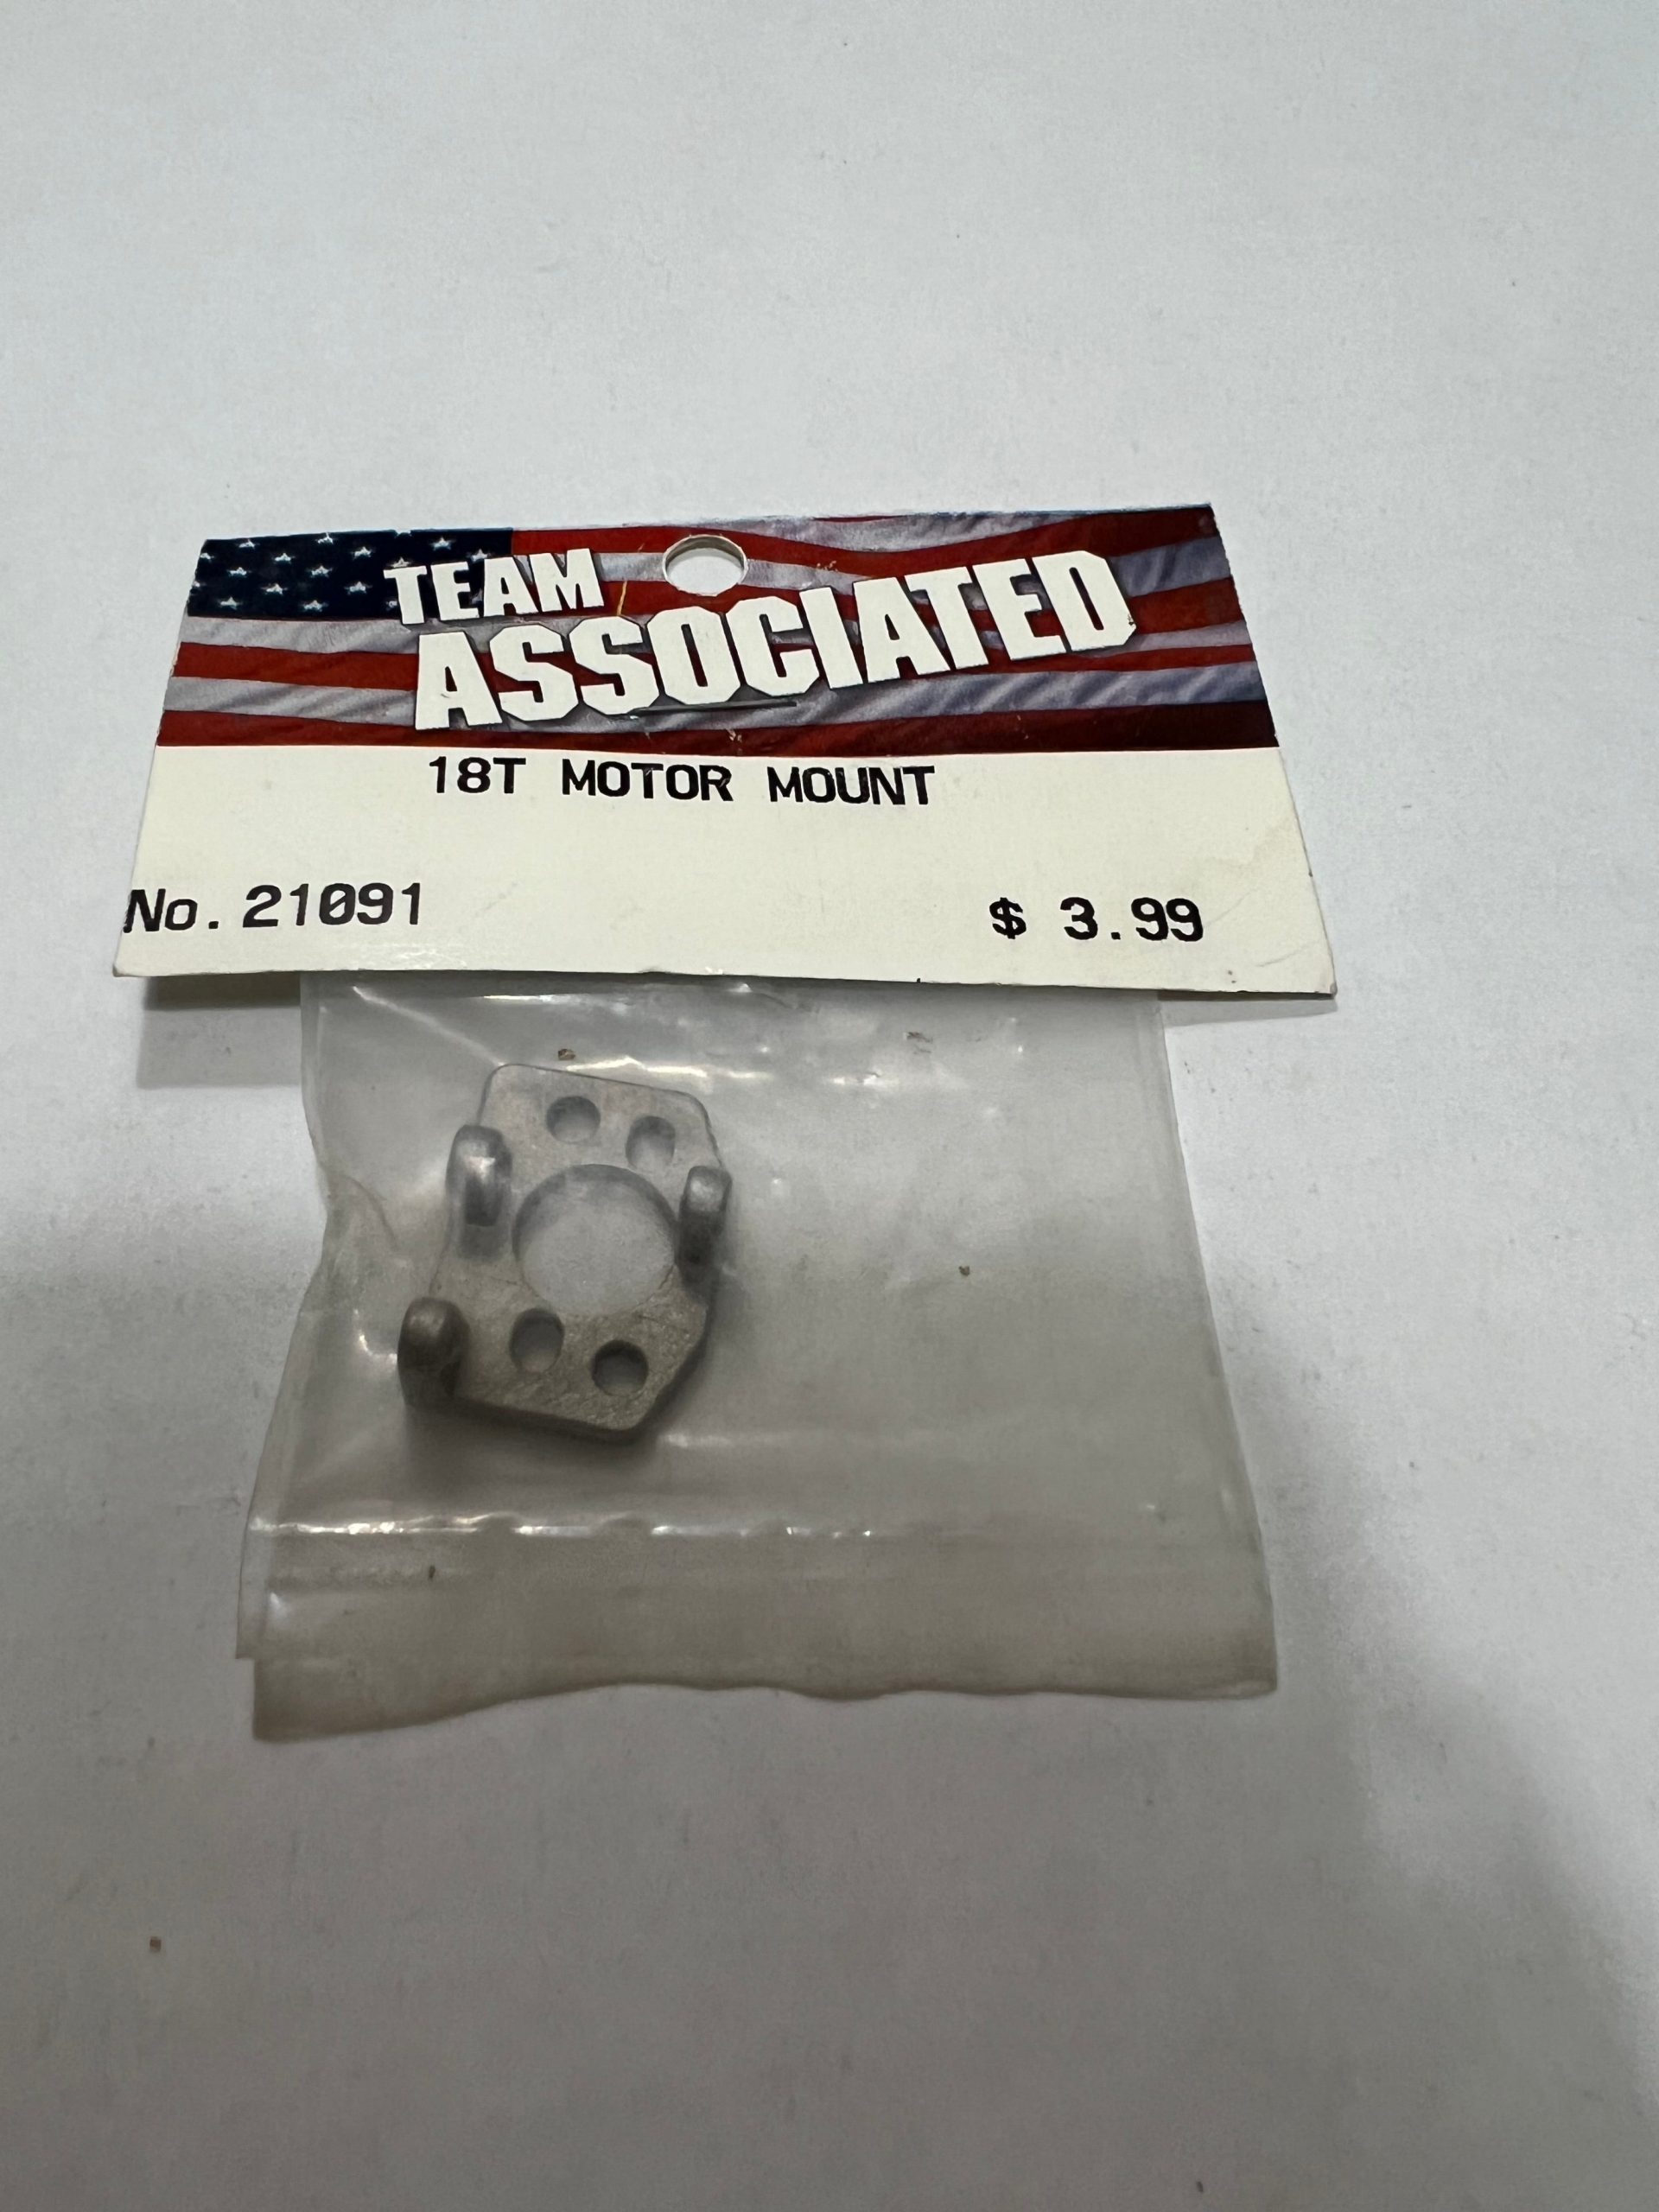 TEAM
ASSOCIATED
18T MOTOR MOUNT
No. 21091
$ 3.99